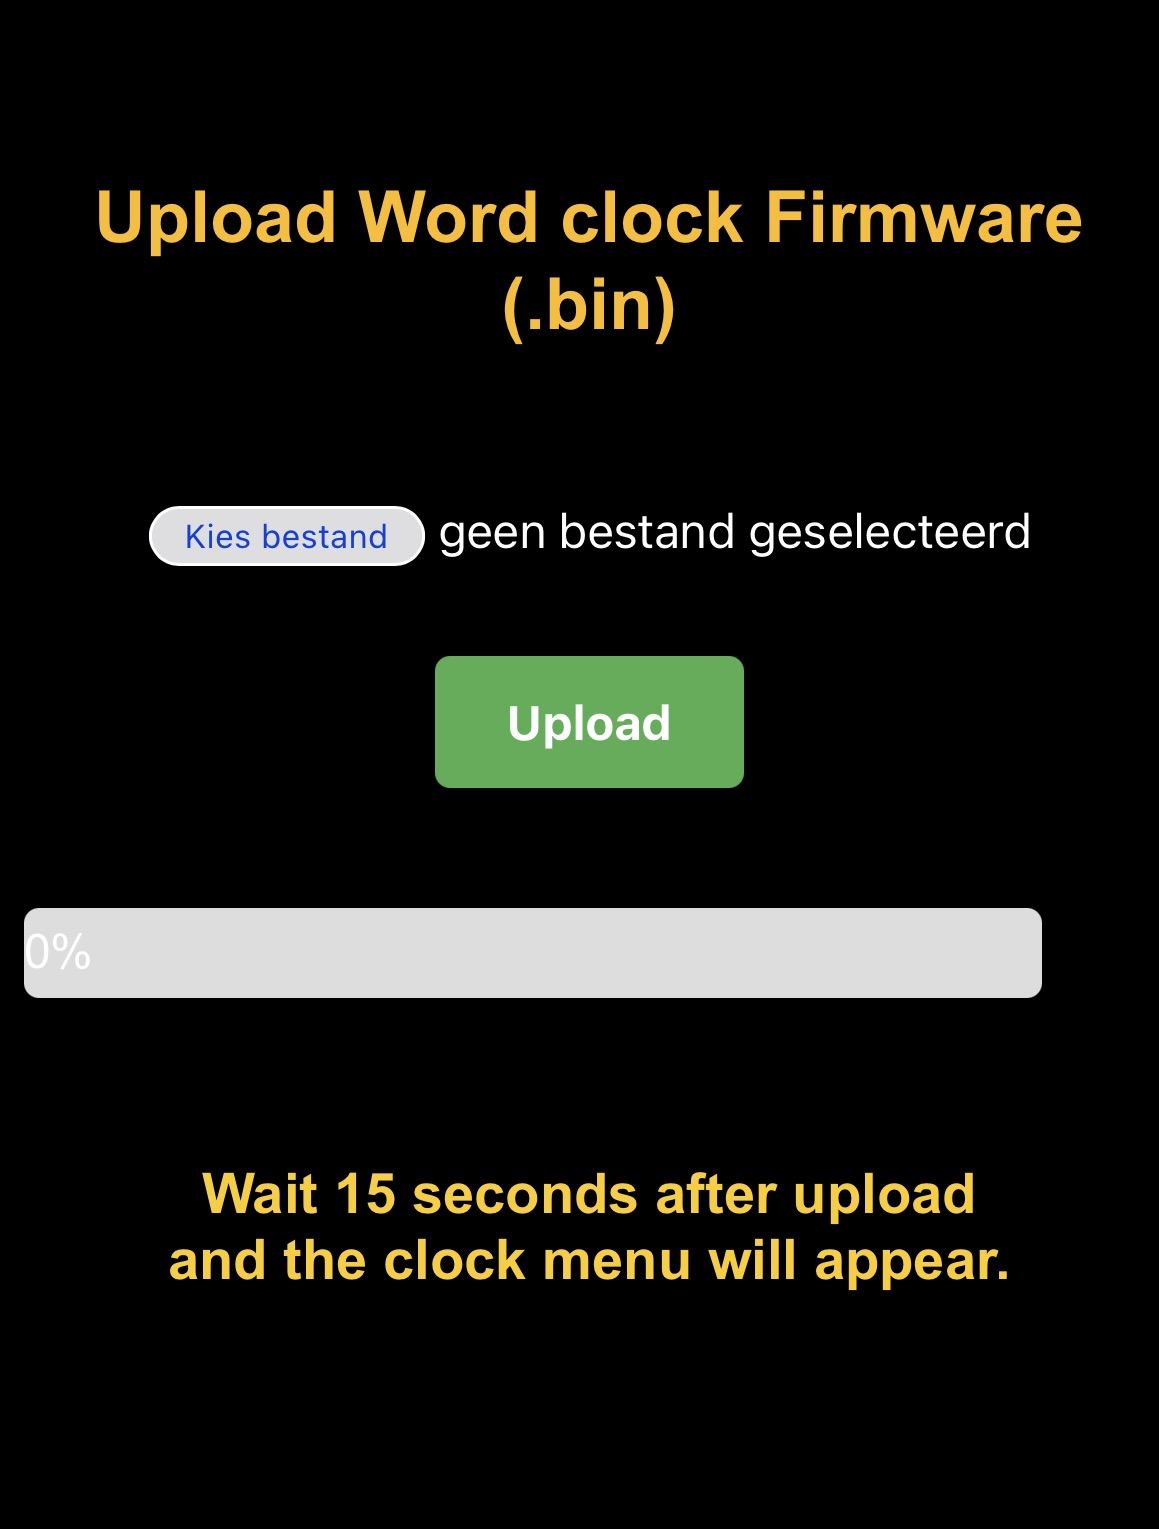 Upload Word clock Firmware
(.bin)
Kies bestand geen bestand geselecteerd
Upload
0%
Wait 15 seconds after upload
and the clock menu will appear.